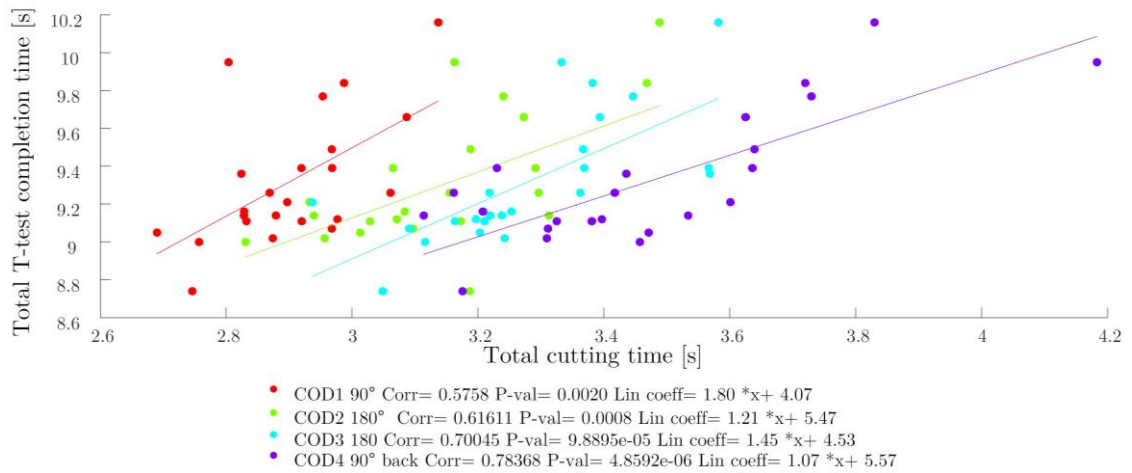 Total T-test completion time [s]
10.2
10
9.8
9.6
9.4
9.2
9
8.8
8.6
2.6 2.8 3 3.2 3.4 3.6 3.8 4 4.2
Total cutting time [s]
COD1 90° Corr= 0.5758 P-val= 0.0020 Lin coeff= 1.80 *x+ 4.07
COD2 180° Corr= 0.61611 P-val= 0.0008 Lin coeff= 1.21 *x+ 5.47
COD3 180 Corr= 0.70045 P-val= 9.8895e-05 Lin coeff= 1.45 *x+ 4.53
COD4 90° back Corr= 0.78368 P-val= 4.8592e-06 Lin coeff= 1.07 *x+ 5.57